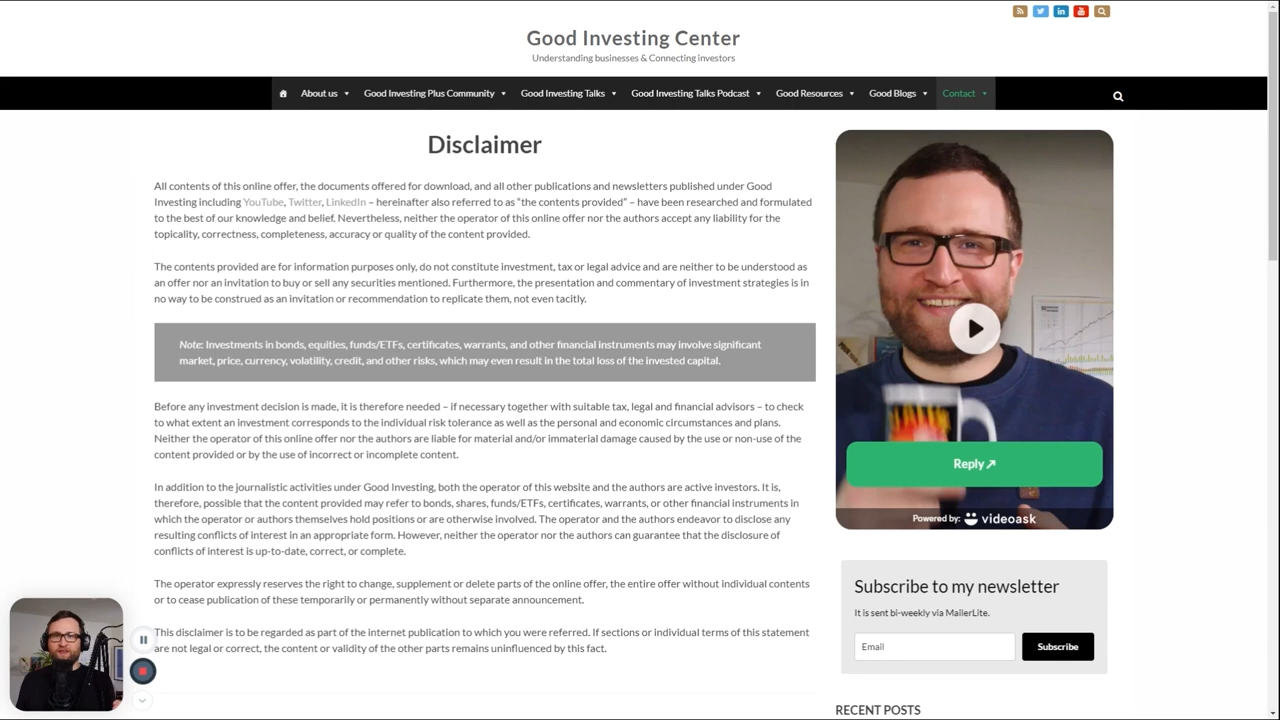 Good Investing Center
Understanding businesses & Connecting investors
About us
Good Investing Plus Community
Good Investing Talks
Good Investing Talks Podcast
Good Resources
Good Blogs
Contact
Disclaimer
All contents of this online offer, the documents offered for download, and all other publications and newsletters published under Good
Investing including YouTube, Twitter, LinkedIn – hereinafter also referred to as “the contents provided” – have been researched and formulated
to the best of our knowledge and belief. Nevertheless, neither the operator of this online offer nor the authors accept any liability for the
topicality, correctness, completeness, accuracy or quality of the content provided.
The contents provided are for information purposes only, do not constitute investment, tax or legal advice and are neither to be understood as
an offer nor an invitation to buy or sell any securities mentioned. Furthermore, the presentation and commentary of investment strategies is in
no way to be construed as an invitation or recommendation to replicate them, not even tacitly.
Note: Investments in bonds, equities, funds/ETFs, certificates, warrants, and other financial instruments may involve significant
market, price, currency, volatility, credit, and other risks, which may even result in the total loss of the invested capital.
Before any investment decision is made, it is therefore needed – if necessary together with suitable tax, legal and financial advisors – to check
to what extent an investment corresponds to the individual risk tolerance as well as the personal and economic circumstances and plans.
Neither the operator of this online offer nor the authors are liable for material and/or immaterial damage caused by the use or non-use of the
content provided or by the use of incorrect or incomplete content.
In addition to the journalistic activities under Good Investing, both the operator of this website and the authors are active investors. It is,
therefore, possible that the content provided may refer to bonds, shares, funds/ETFs, certificates, warrants, or other financial instruments in
which the operator or authors themselves hold positions or are otherwise involved. The operator and the authors endeavor to disclose any
resulting conflicts of interest in an appropriate form. However, neither the operator nor the authors can guarantee that the disclosure of
conflicts of interest is up-to-date, correct, or complete.
The operator expressly reserves the right to change, supplement or delete parts of the online offer, the entire offer without individual contents
or to cease publication of these temporarily or permanently without separate announcement.
This disclaimer is to be regarded as part of the internet publication to which you were referred. If sections or individual terms of this statement
are not legal or correct, the content or validity of the other parts remains uninfluenced by this fact.
Reply
Powered by: videoask
Subscribe to my newsletter
It is sent bi-weekly via MailerLite.
Email
Subscribe
RECENT POSTS